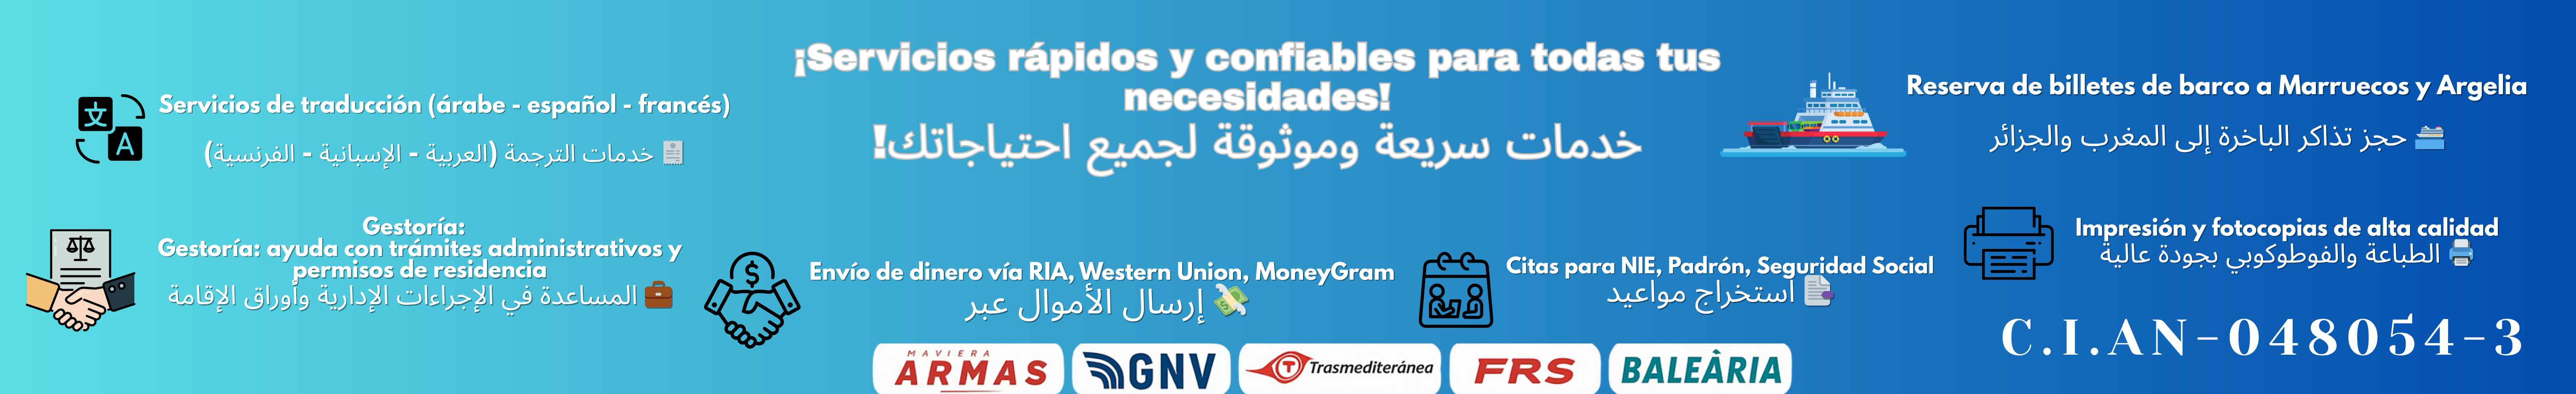 ¡Servicios rápidos y confiables para todas tus
necesidades!
خدمات سريعة وموثوقة لجميع احتياجاتك!
Servicios de traducción (árabe - español - francés)
خدمات الترجمة (العربية - الإسبانية - الفرنسية)
Reserva de billetes de barco a Marruecos y Argelia
حجز تذاكر الباخرة إلى المغرب والجزائر
Gestoría:
Gestoría: ayuda con trámites administrativos y
permisos de residencia
المساعدة في الإجراءات الإدارية وأوراق الإقامة
Envío de dinero vía RIA, Western Union, MoneyGram
إرسال الأموال عبر
Citas para NIE, Padrón, Seguridad Social
استخراج مواعيد
Impresión y fotocopias de alta calidad
الطباعة والفوطوكوبي بجودة عالية
C.I.AN-048054-3
MAVIERA
ARMAS
GNV
Trasmediteránea
FRS
BALEÀRIA